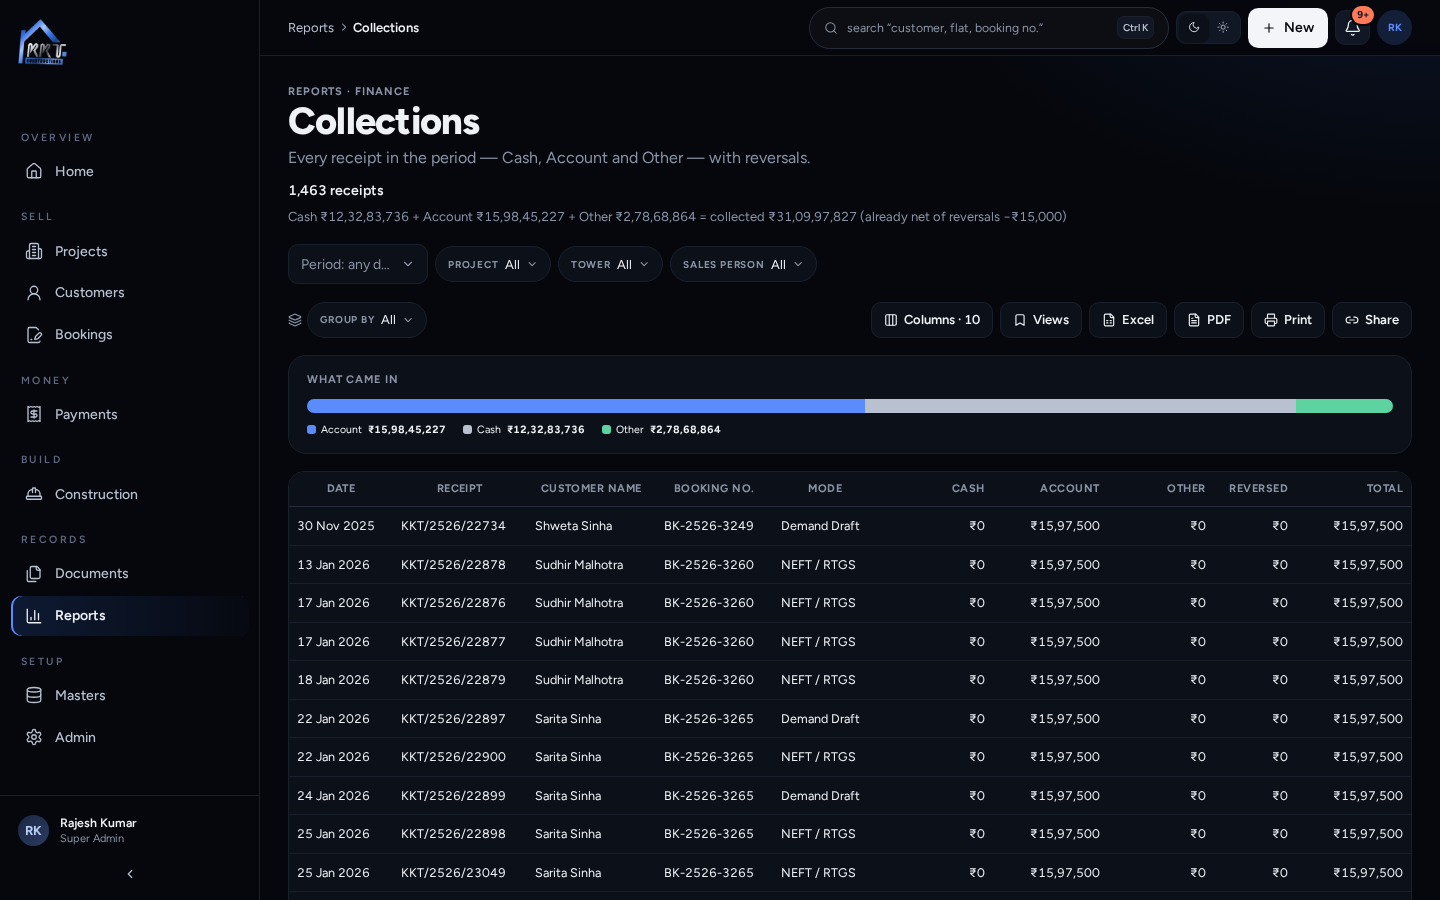 KKT
Reports > Collections
search “customer, flat, booking no.”
Ctrl K
New
9+
RK
OVERVIEW
Home
SELL
Projects
Customers
Bookings
MONEY
Payments
BUILD
Construction
RECORDS
Documents
Reports
SETUP
Masters
Admin
RK
Rajesh Kumar
Super Admin
REPORTS · FINANCE
Collections
Every receipt in the period — Cash, Account and Other — with reversals.
1,463 receipts
Cash ₹12,32,83,736 + Account ₹15,98,45,227 + Other ₹2,78,68,864 = collected ₹31,09,97,827 (already net of reversals −₹15,000)
Period: any d... PROJECT All TOWER All SALES PERSON All
GROUP BY All
Columns · 10 Views Excel PDF Print Share
WHAT CAME IN
Account ₹15,98,45,227 Cash ₹12,32,83,736 Other ₹2,78,68,864
DATE RECEIPT CUSTOMER NAME BOOKING NO. MODE CASH ACCOUNT OTHER REVERSED TOTAL
30 Nov 2025 KKT/2526/22734 Shweta Sinha BK-2526-3249 Demand Draft ₹0 ₹15,97,500 ₹0 ₹0 ₹15,97,500
13 Jan 2026 KKT/2526/22878 Sudhir Malhotra BK-2526-3260 NEFT / RTGS ₹0 ₹15,97,500 ₹0 ₹0 ₹15,97,500
17 Jan 2026 KKT/2526/22876 Sudhir Malhotra BK-2526-3260 NEFT / RTGS ₹0 ₹15,97,500 ₹0 ₹0 ₹15,97,500
17 Jan 2026 KKT/2526/22877 Sudhir Malhotra BK-2526-3260 NEFT / RTGS ₹0 ₹15,97,500 ₹0 ₹0 ₹15,97,500
18 Jan 2026 KKT/2526/22879 Sudhir Malhotra BK-2526-3260 NEFT / RTGS ₹0 ₹15,97,500 ₹0 ₹0 ₹15,97,500
22 Jan 2026 KKT/2526/22897 Sarita Sinha BK-2526-3265 Demand Draft ₹0 ₹15,97,500 ₹0 ₹0 ₹15,97,500
22 Jan 2026 KKT/2526/22900 Sarita Sinha BK-2526-3265 NEFT / RTGS ₹0 ₹15,97,500 ₹0 ₹0 ₹15,97,500
24 Jan 2026 KKT/2526/22899 Sarita Sinha BK-2526-3265 Demand Draft ₹0 ₹15,97,500 ₹0 ₹0 ₹15,97,500
25 Jan 2026 KKT/2526/22898 Sarita Sinha BK-2526-3265 NEFT / RTGS ₹0 ₹15,97,500 ₹0 ₹0 ₹15,97,500
25 Jan 2026 KKT/2526/23049 Sarita Sinha BK-2526-3265 NEFT / RTGS ₹0 ₹15,97,500 ₹0 ₹0 ₹15,97,500